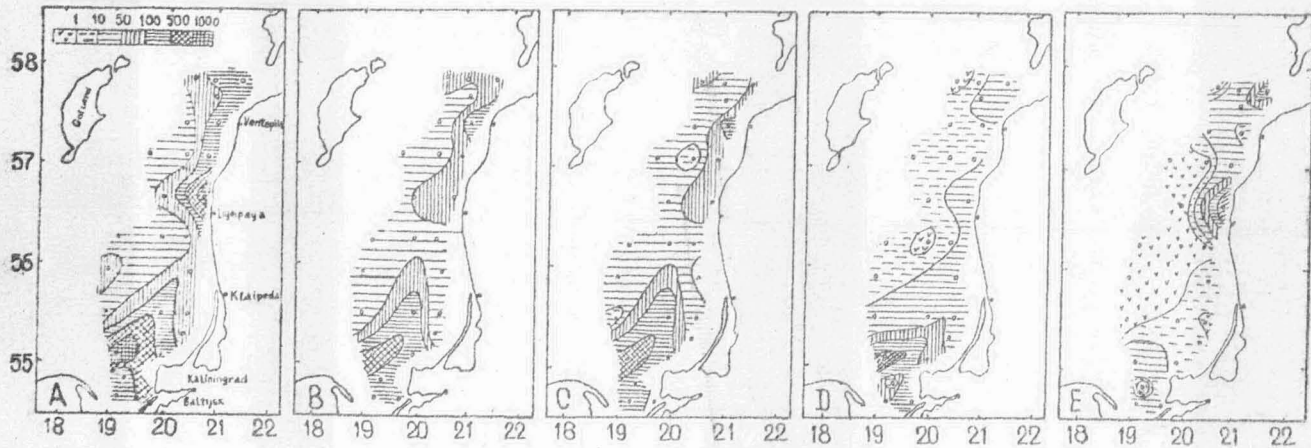 1 10 50 100 500 1000
58
57
56
55
Gotland
Ventspils
Liepaya
Klaipeda
Kaliningrad
Baltijsk
A
B
C
D
E
18 19 20 21 22
18 19 20 21 22
18 19 20 21 22
18 19 20 21 22
18 19 20 21 22